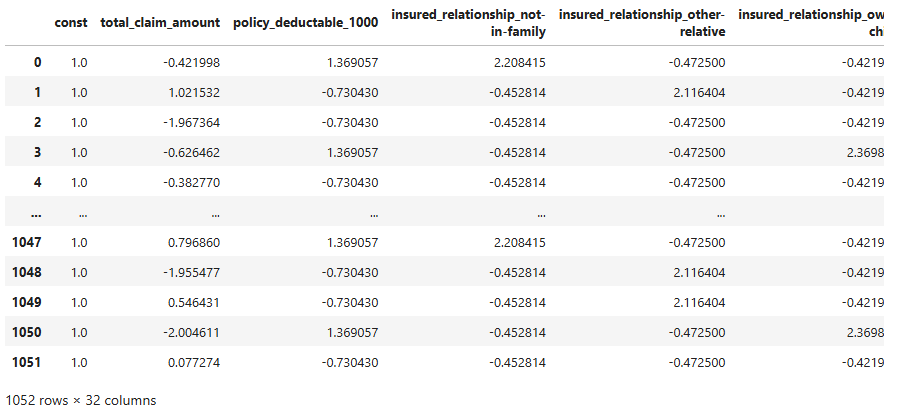 const total_claim_amount policy_deductable_1000 insured_relationship_not-in-family insured_relationship_other-relative insured_relationship_ow ch
0 1.0 -0.421998 1.369057 2.208415 -0.472500 -0.4219
1 1.0 1.021532 -0.730430 -0.452814 2.116404 -0.4219
2 1.0 -1.967364 -0.730430 -0.452814 -0.472500 -0.4219
3 1.0 -0.626462 1.369057 -0.452814 -0.472500 2.3698
4 1.0 -0.382770 -0.730430 -0.452814 -0.472500 -0.4219
... ... ... ... ... ...
1047 1.0 0.796860 1.369057 2.208415 -0.472500 -0.4219
1048 1.0 -1.955477 -0.730430 -0.452814 2.116404 -0.4219
1049 1.0 0.546431 -0.730430 -0.452814 2.116404 -0.4219
1050 1.0 -2.004611 1.369057 -0.452814 -0.472500 2.3698
1051 1.0 0.077274 -0.730430 -0.452814 -0.472500 -0.4219
1052 rows × 32 columns